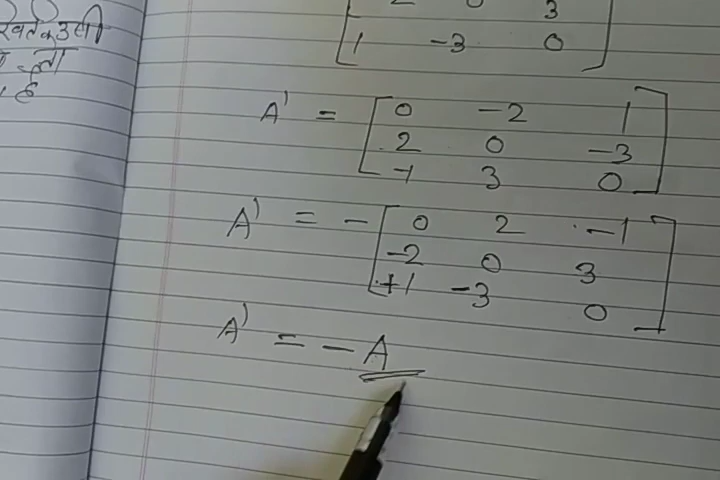 3
1 -3 0
A' = [0 -2 1
2 0 -3
-1 3 0]
A' = -[0 2 -1
-2 0 3
+1 -3 0]
A' = -A